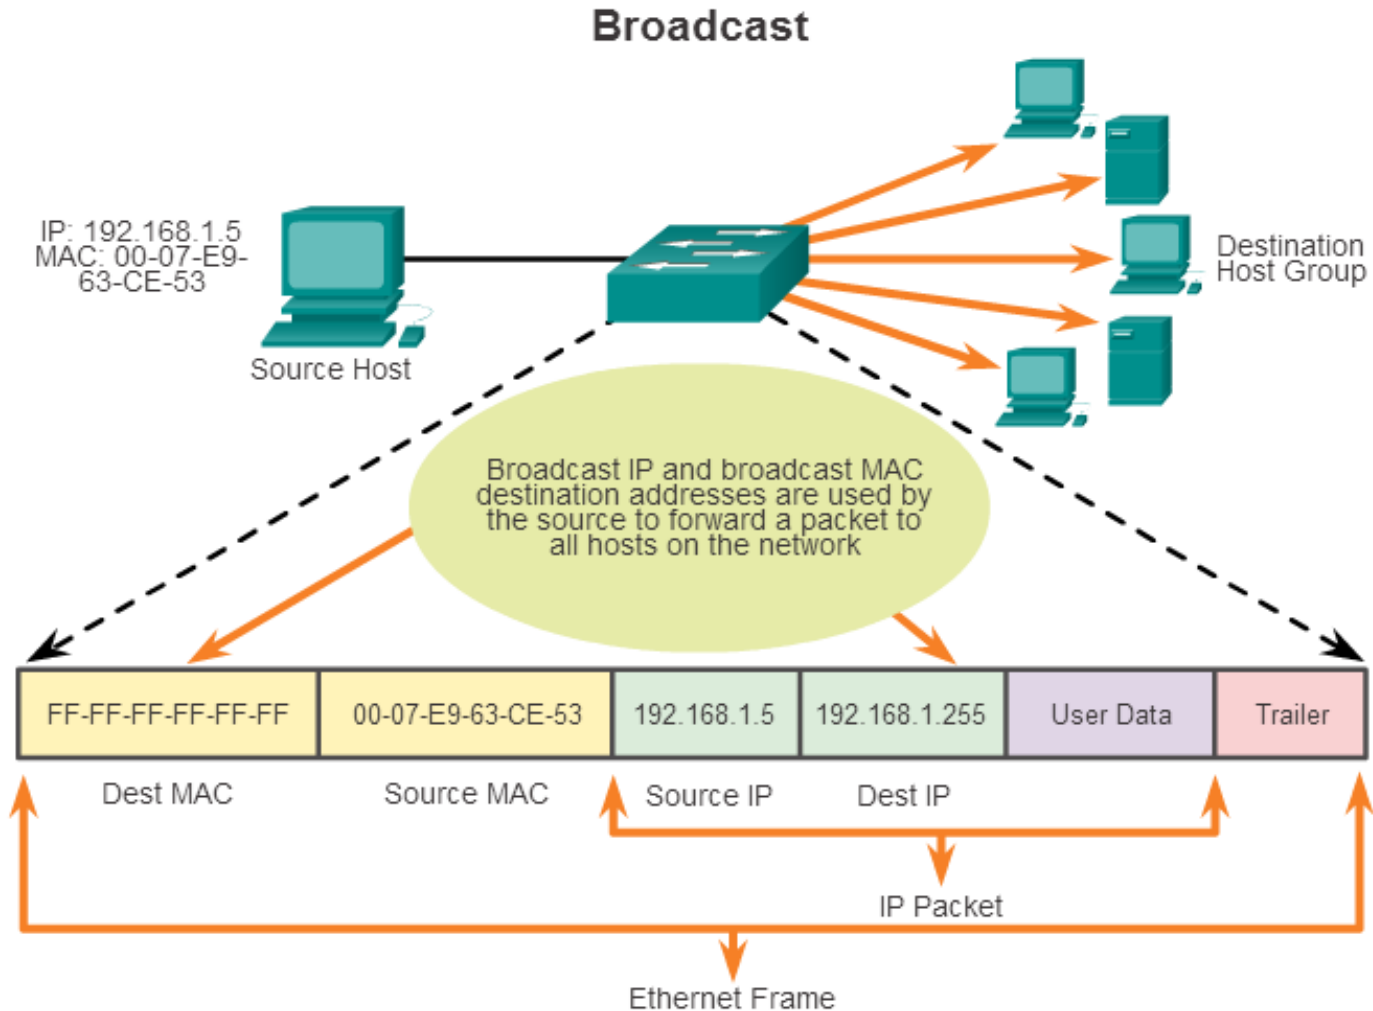 Broadcast
IP: 192.168.1.5
MAC: 00-07-E9-
63-CE-53
Source Host
Destination
Host Group
Broadcast IP and broadcast MAC
destination addresses are used by
the source to forward a packet to
all hosts on the network
FF-FF-FF-FF-FF-FF
00-07-E9-63-CE-53
192.168.1.5
192.168.1.255
User Data
Trailer
Dest MAC
Source MAC
Source IP
Dest IP
IP Packet
Ethernet Frame